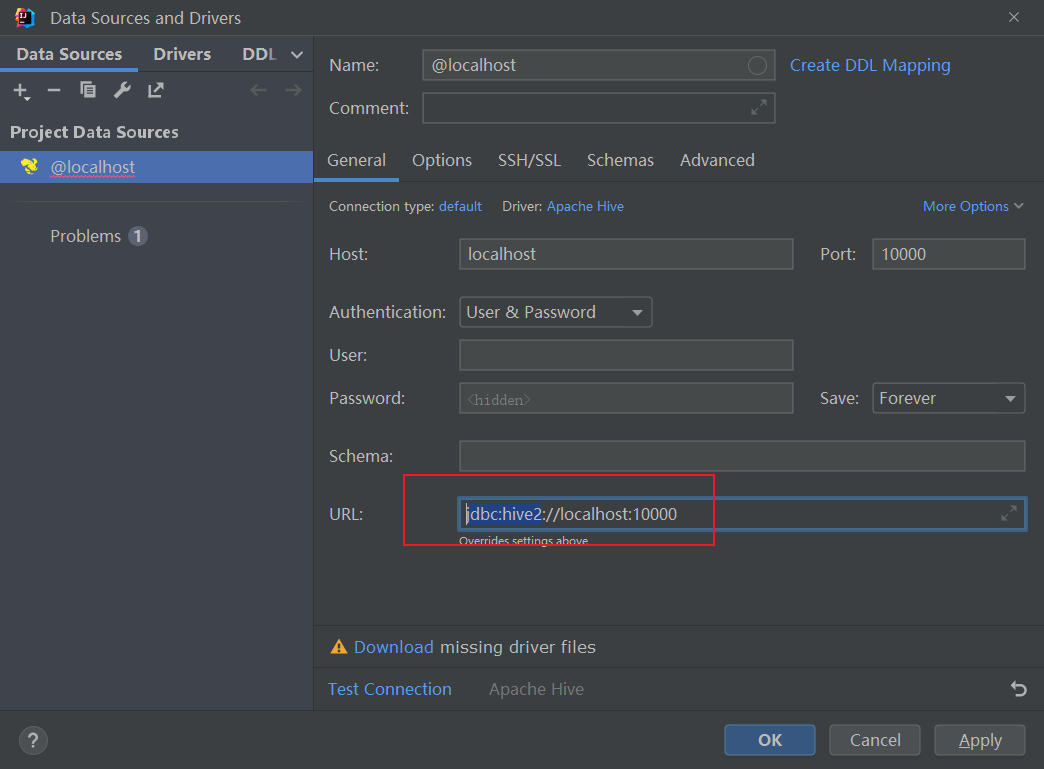 Data Sources and Drivers
Data Sources Drivers DDL
Project Data Sources
@localhost
Problems 1
Name: @localhost Create DDL Mapping
Comment:
General Options SSH/SSL Schemas Advanced
Connection type: default Driver: Apache Hive More Options
Host: localhost Port: 10000
Authentication: User & Password
User:
Password: <hidden> Save: Forever
Schema:
URL: jdbc:hive2://localhost:10000
Overrides settings above
Download missing driver files
Test Connection Apache Hive
? OK Cancel Apply